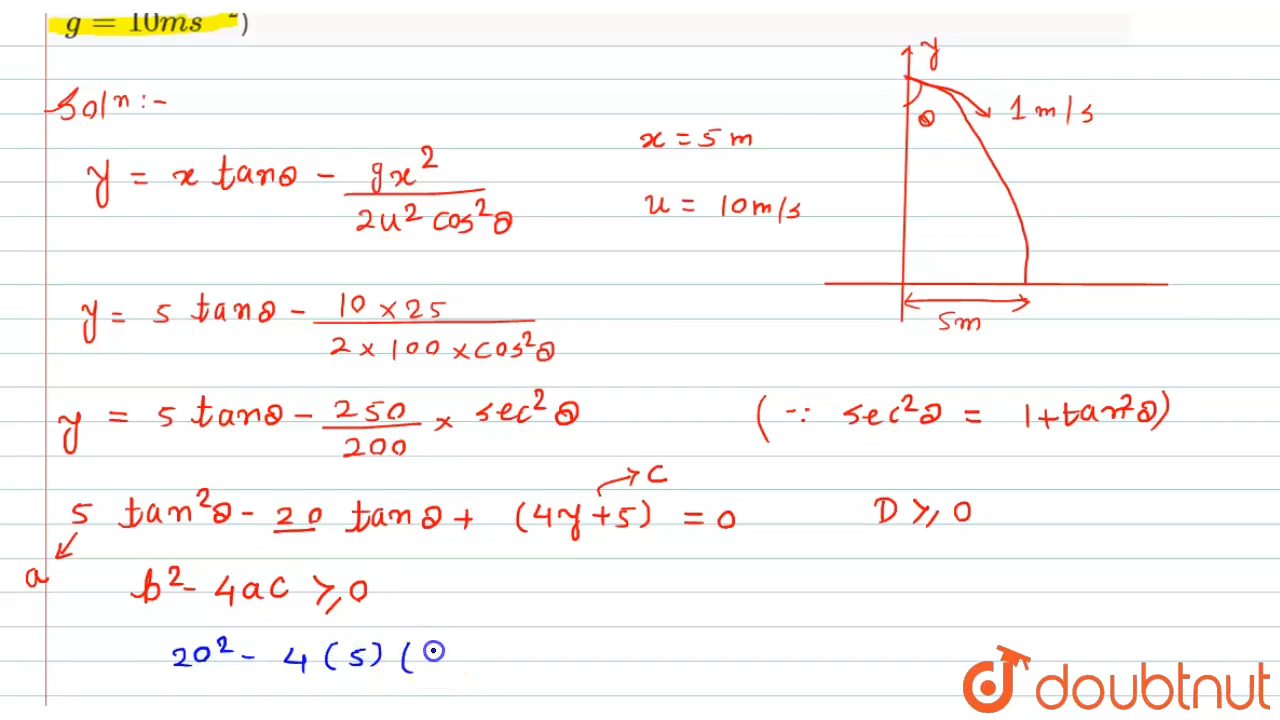 g = 10ms⁻²)
Solⁿ :-
y = x tanθ - gx² / 2u² cos²θ
x = 5 m
u = 10 m/s
y
θ
1 m/s
5m
y = 5 tanθ - 10 × 25 / 2 × 100 × cos²θ
y = 5 tanθ - 250 / 200 × sec²θ
(∵ sec²θ = 1+tan²θ)
→ C
5 tan²θ - 20 tanθ + (4y+5) = 0
D ≥ 0
a
b² - 4ac ≥ 0
20² - 4 (5) (
doubtnut